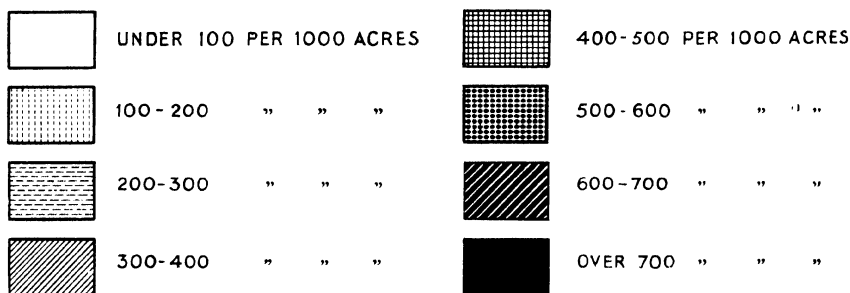 UNDER 100 PER 1000 ACRES
100-200 " " "
200-300 " " "
300-400 " " "
400-500 PER 1000 ACRES
500-600 " " "
600-700 " " "
OVER 700 " " "